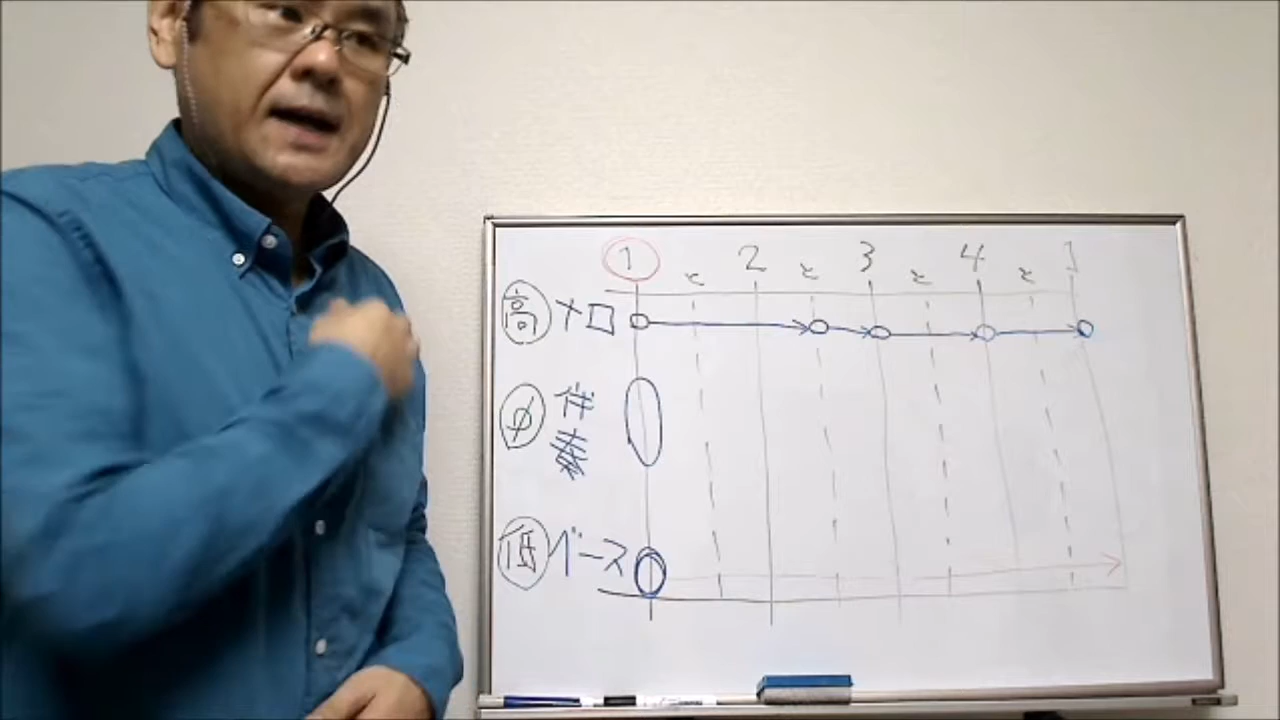 1 と 2 と 3 と 4 と 1
高 メロ
中 伴奏
低 ベース